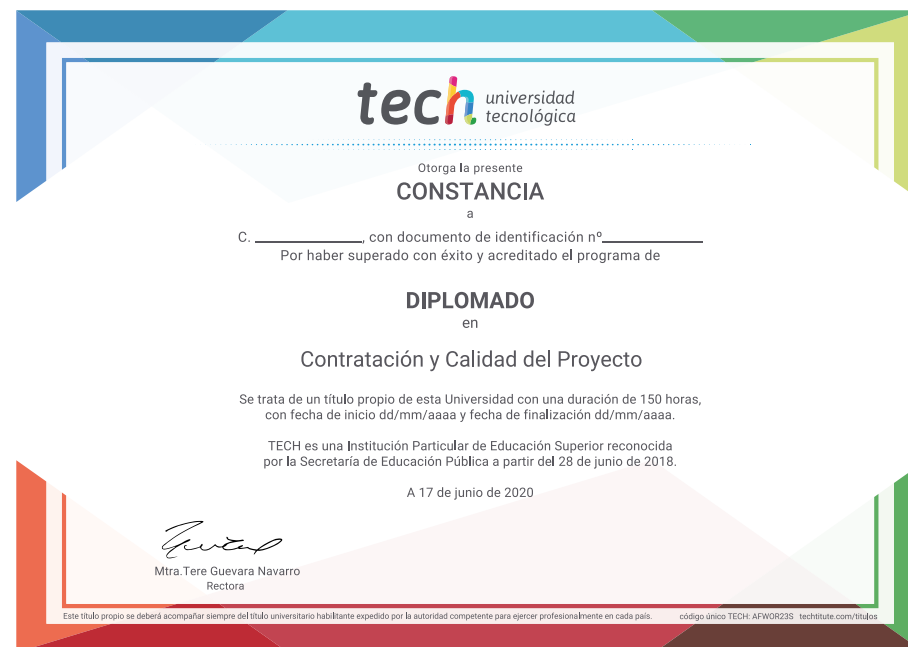 tech universidad
tecnológica
Otorga la presente
CONSTANCIA
a
C. ______________, con documento de identificación nº_____________
Por haber superado con éxito y acreditado el programa de
DIPLOMADO
en
Contratación y Calidad del Proyecto
Se trata de un título propio de esta Universidad con una duración de 150 horas,
con fecha de inicio dd/mm/aaaa y fecha de finalización dd/mm/aaaa.
TECH es una Institución Particular de Educación Superior reconocida
por la Secretaría de Educación Pública a partir del 28 de junio de 2018.
A 17 de junio de 2020
Mtra.Tere Guevara Navarro
Rectora
Este título propio se deberá acompañar siempre del título universitario habilitante expedido por la autoridad competente para ejercer profesionalmente en cada país. código único TECH: AFWOR23S techtitute.com/titulos